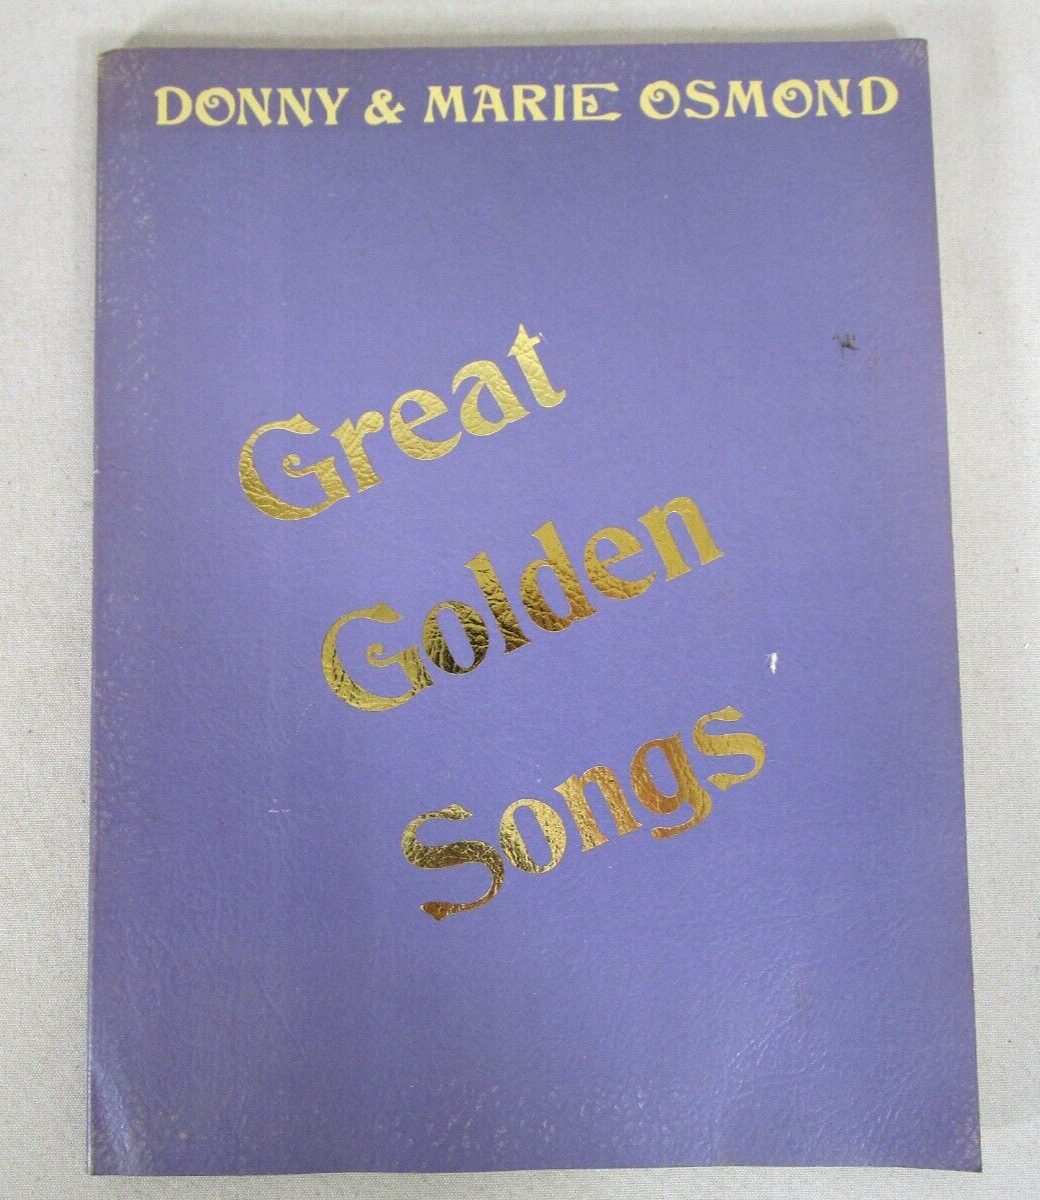 DONNY & MARIE OSMOND
Great
Golden
Songs